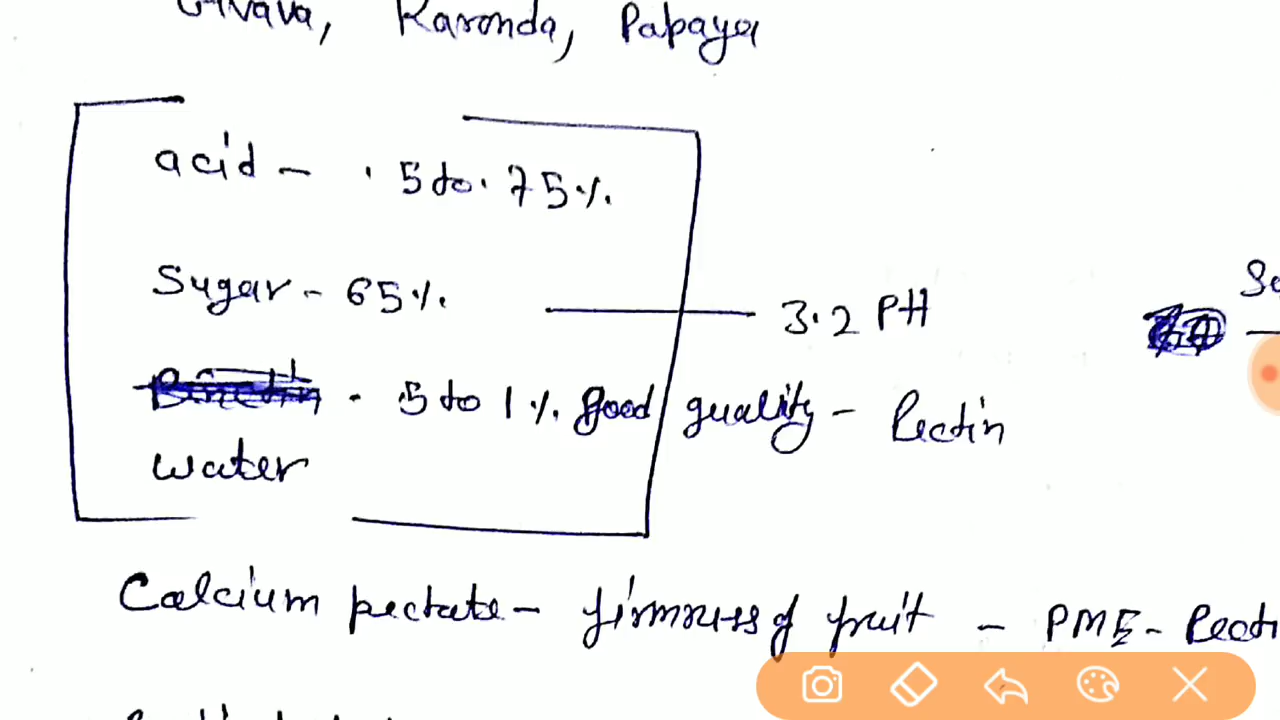 Guava, Karonda, Papaya
acid - .5 to .75%
Sugar - 65% 3.2 PH
- .5 to 1% good quality - Pectin
water
Calcium pectate - firmness of fruit - PME -